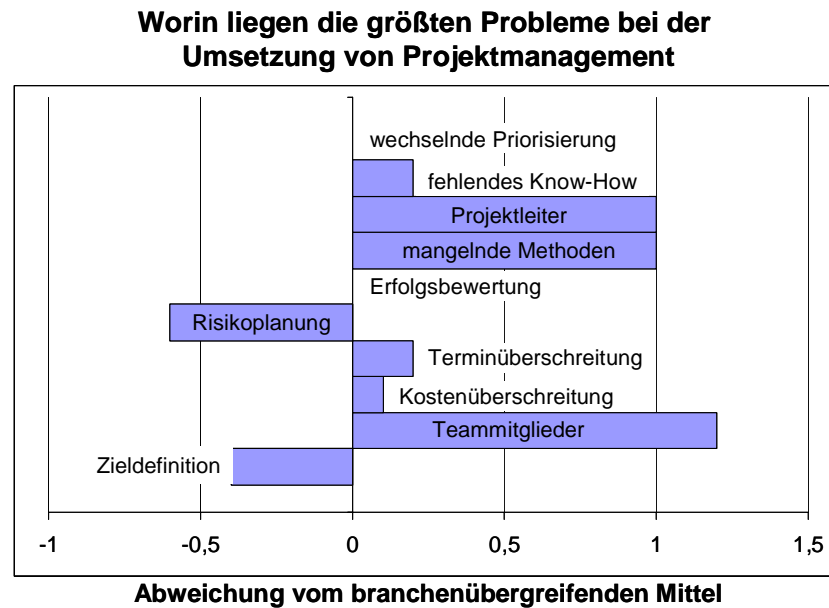 Worin liegen die größten Probleme bei der
Umsetzung von Projektmanagement
wechselnde Priorisierung
fehlendes Know-How
Projektleiter
mangelnde Methoden
Erfolgsbewertung
Risikoplanung
Terminüberschreitung
Kostenüberschreitung
Teammitglieder
Zieldefinition
-1 -0,5 0 0,5 1 1,5
Abweichung vom branchenübergreifenden Mittel